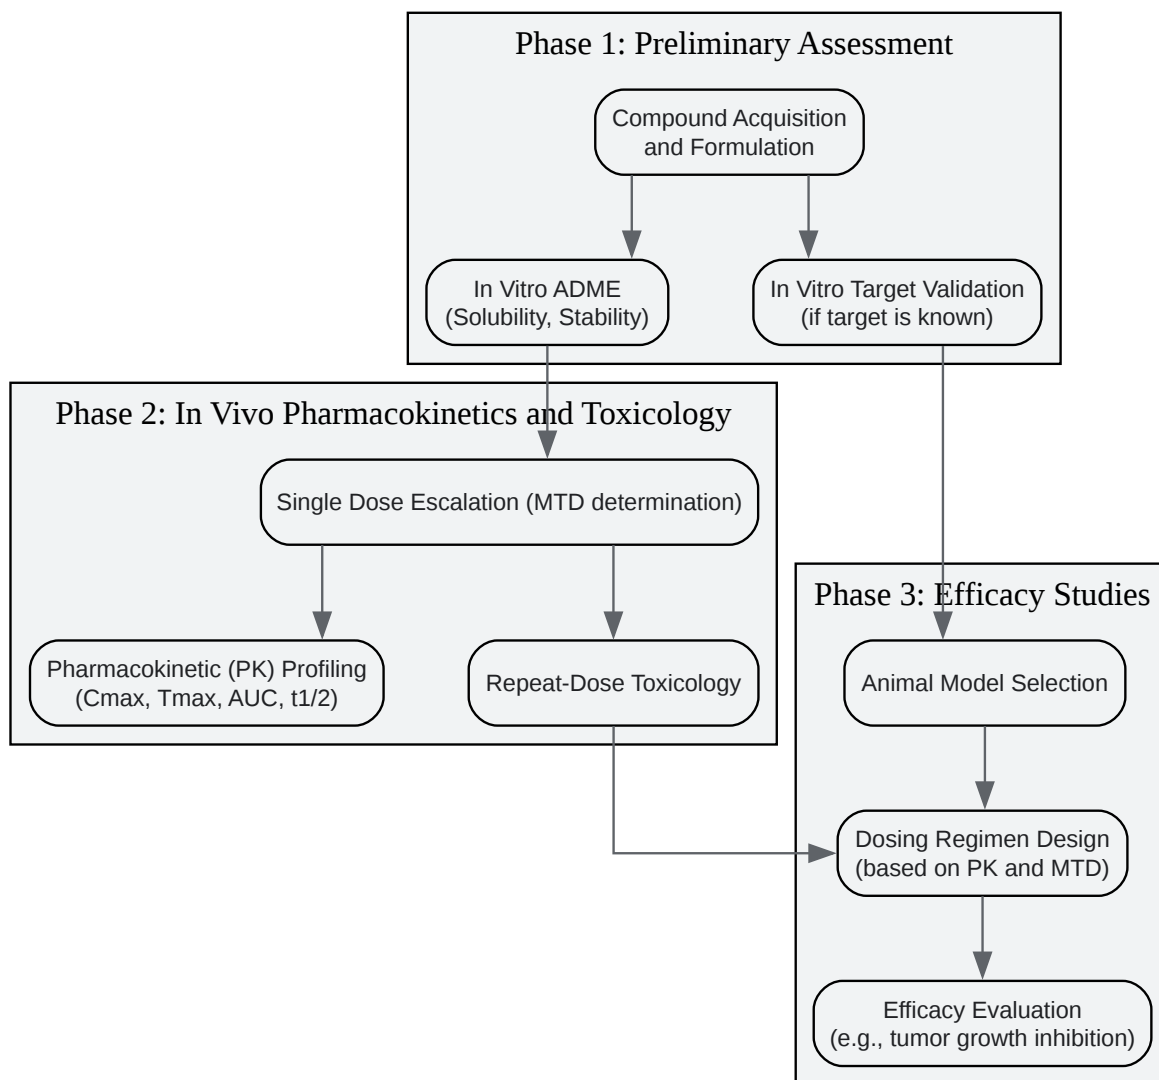 Phase 1: Preliminary Assessment
Compound Acquisition
and Formulation
In Vitro ADME
(Solubility, Stability)
In Vitro Target Validation
(if target is known)
Phase 2: In Vivo Pharmacokinetics and Toxicology
Single Dose Escalation (MTD determination)
Pharmacokinetic (PK) Profiling
(Cmax, Tmax, AUC, t1/2)
Repeat-Dose Toxicology
Phase 3: Efficacy Studies
Animal Model Selection
Dosing Regimen Design
(based on PK and MTD)
Efficacy Evaluation
(e.g., tumor growth inhibition)